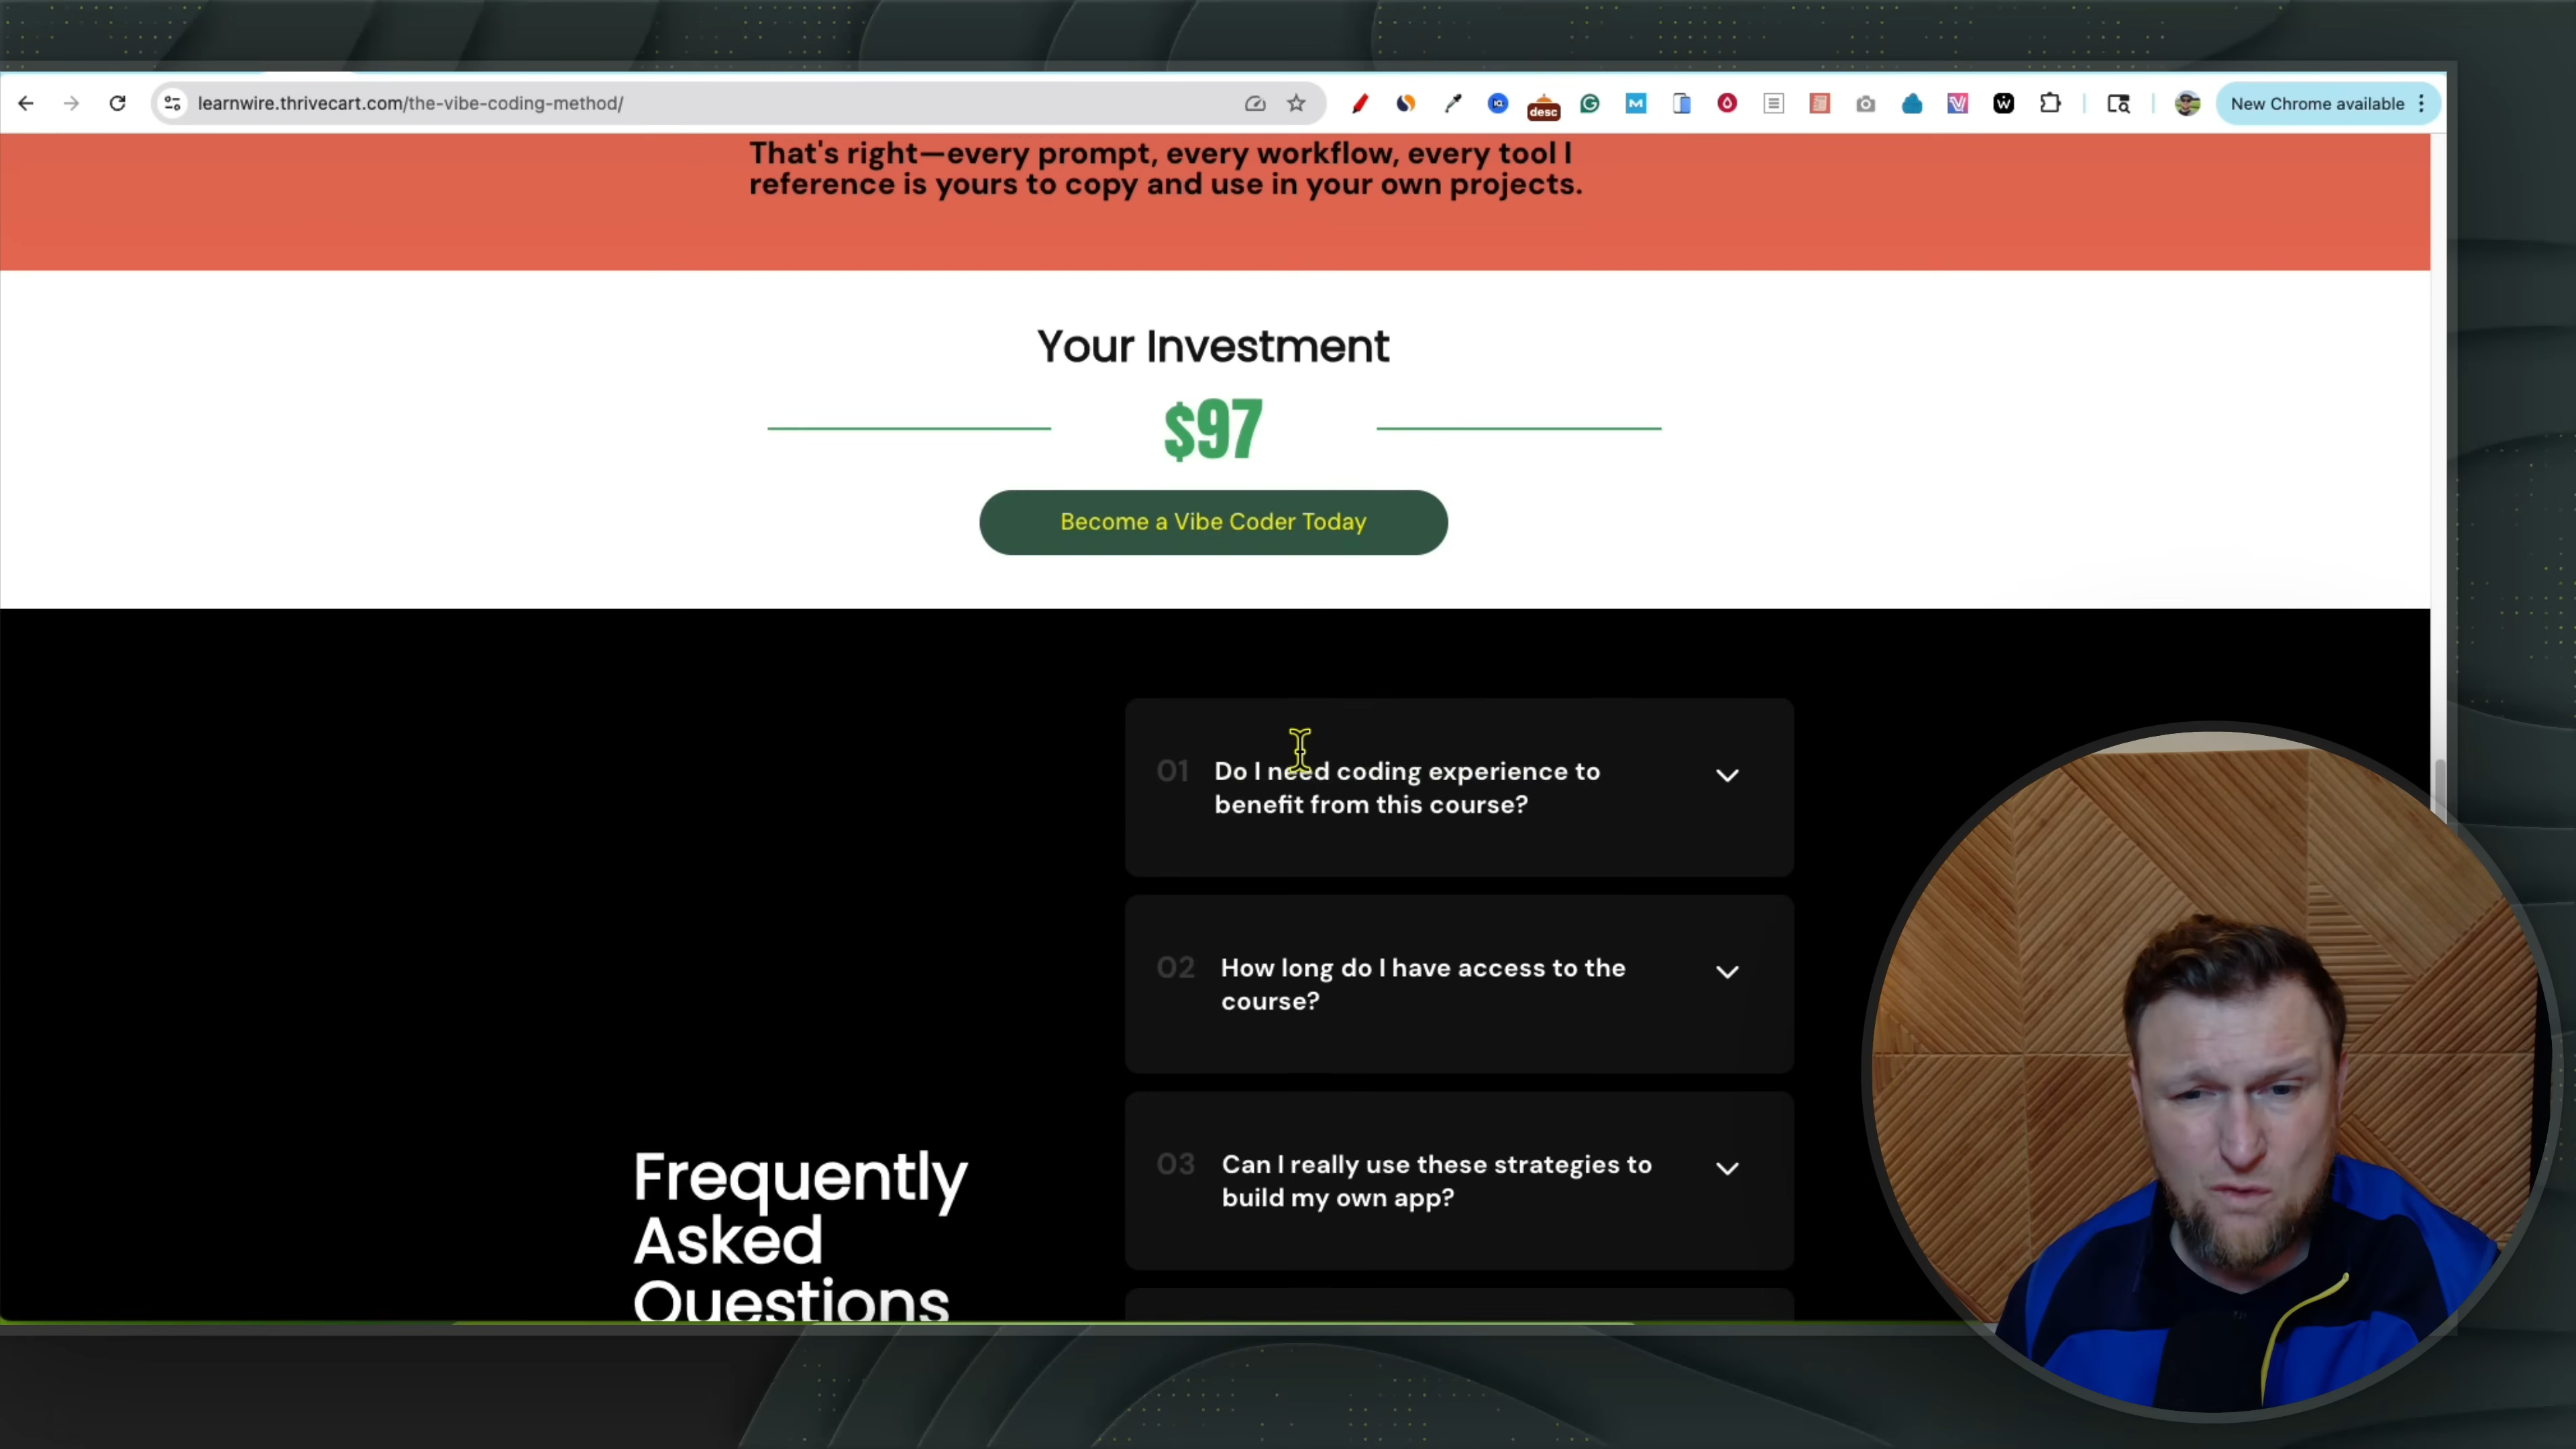 learnwire.thrivecart.com/the-vibe-coding-method/
desc
New Chrome available
That's right—every prompt, every workflow, every tool I
reference is yours to copy and use in your own projects.
Your Investment
$97
Become a Vibe Coder Today
01 Do I need coding experience to
benefit from this course?
02 How long do I have access to the
course?
03 Can I really use these strategies to
build my own app?
Frequently
Asked
Questions